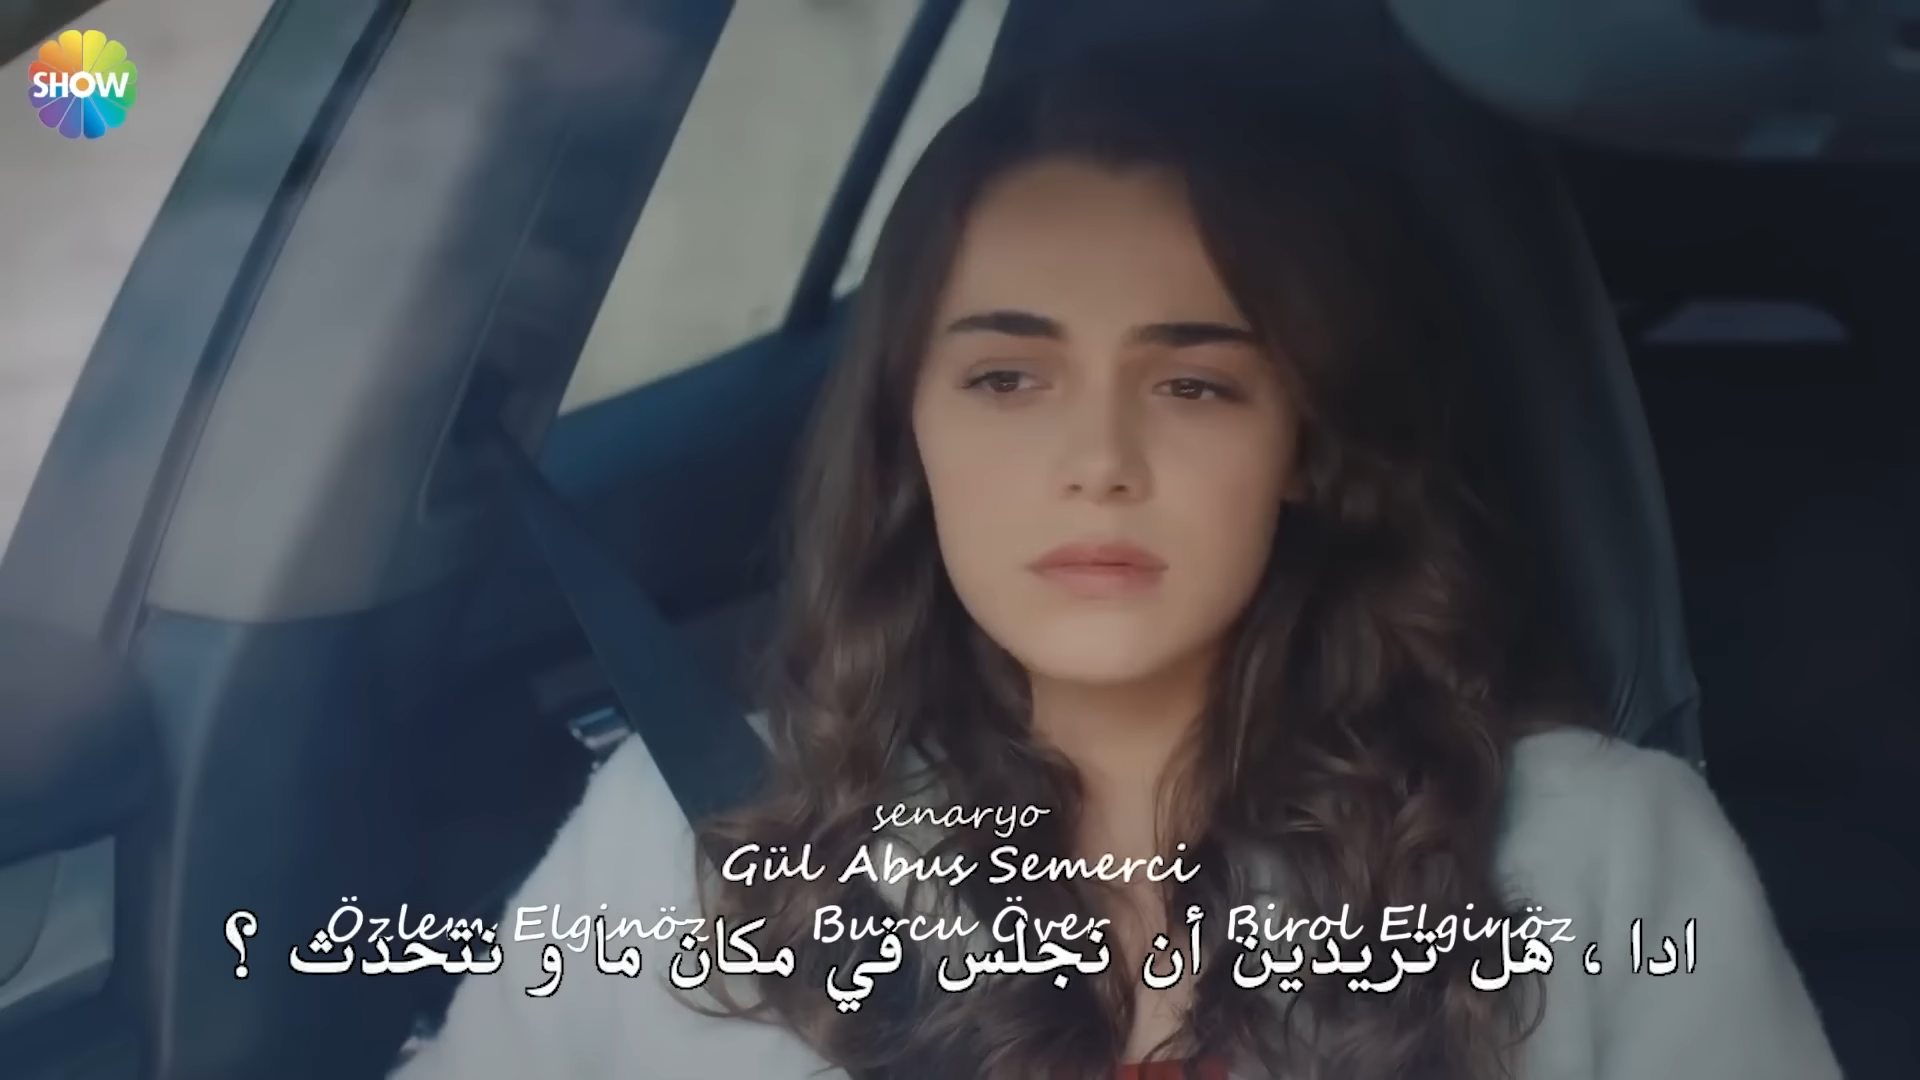 SHOW
senaryo
Gül Abus Semerci
Özlem Elginöz Burcu Över Birol Elginöz
ادا ، هل تريدين أن نجلس في مكان ما و نتحدث ؟